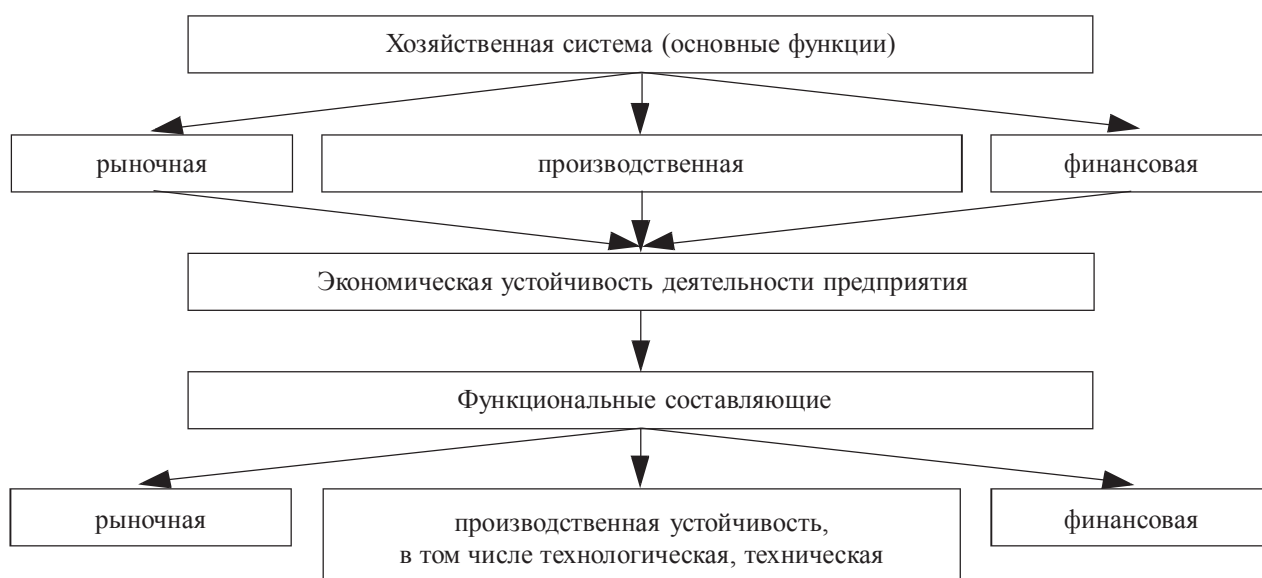 Хозяйственная система (основные функции)
рыночная
производственная
финансовая
Экономическая устойчивость деятельности предприятия
Функциональные составляющие
рыночная
производственная устойчивость,
в том числе технологическая, техническая
финансовая